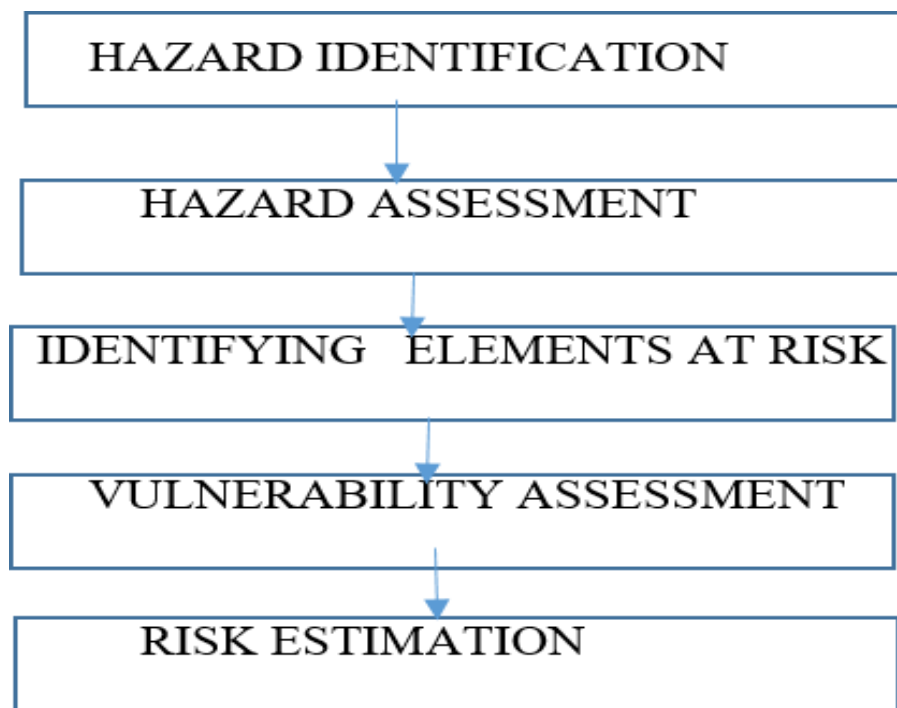 HAZARD IDENTIFICATION
HAZARD ASSESSMENT
IDENTIFYING ELEMENTS AT RISK
VULNERABILITY ASSESSMENT
RISK ESTIMATION